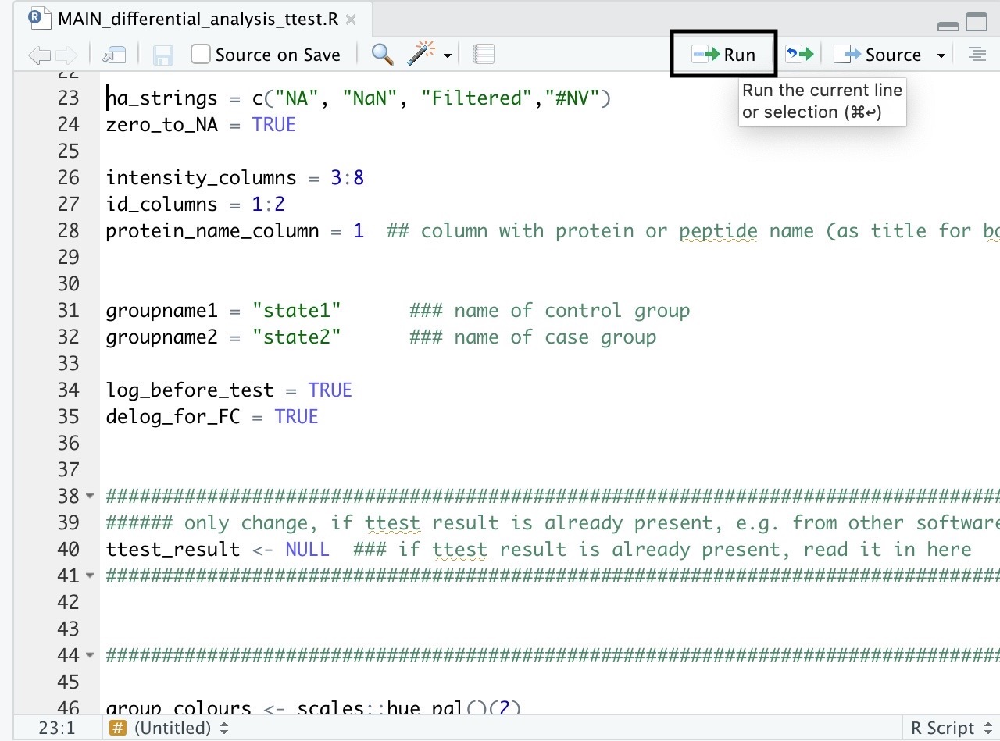 MAIN_differential_analysis_ttest.R
Source on Save
Run
Source
Run the current line
or selection (⌘↩)
22
23 na_strings = c("NA", "NaN", "Filtered","#NV")
24 zero_to_NA = TRUE
25
26 intensity_columns = 3:8
27 id_columns = 1:2
28 protein_name_column = 1  ## column with protein or peptide name (as title for bo
29
30
31 groupname1 = "state1"      ### name of control group
32 groupname2 = "state2"      ### name of case group
33
34 log_before_test = TRUE
35 delog_for_FC = TRUE
36
37
38 ################################################################################
39 ###### only change, if ttest result is already present, e.g. from other software
40 ttest_result <- NULL  ### if ttest result is already present, read it in here
41 ################################################################################
42
43
44 ################################################################################
45
46 group_colours <- scales::hue_pal()(2)
23:1
# (Untitled)
R Script